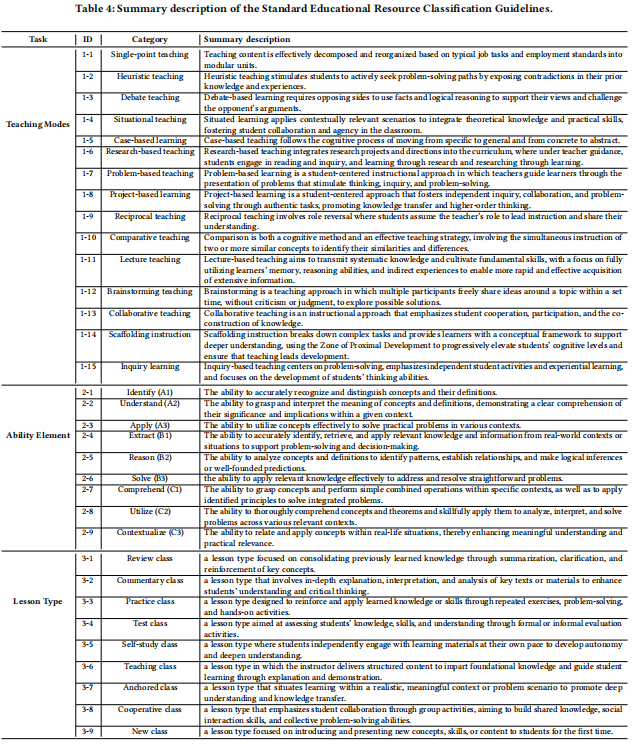 Table 4: Summary description of the Standard Educational Resource Classification Guidelines.
Task ID Category Summary description
Teaching Modes
1-1 Single-point teaching Teaching content is effectively decomposed and reorganized based on typical job tasks and employment standards into
modular units.
1-2 Heuristic teaching Heuristic teaching stimulates students to actively seek problem-solving paths by exposing contradictions in their prior
knowledge and experiences.
1-3 Debate teaching Debate-based learning requires opposing sides to use facts and logical reasoning to support their views and challenge
the opponent's arguments.
1-4 Situational teaching Situated learning applies contextually relevant scenarios to integrate theoretical knowledge and practical skills,
fostering student collaboration and agency in the classroom.
1-5 Case-based learning Case-based teaching follows the cognitive process of moving from specific to general and from concrete to abstract.
1-6 Research-based teaching Research-based teaching integrates research projects and directions into the curriculum, where under teacher guidance,
students engage in reading and inquiry, and learning through research and researching through learning.
1-7 Problem-based teaching Problem-based learning is a student-centered instructional approach in which teachers guide learners through the
presentation of problems that stimulate thinking, inquiry, and problem-solving.
1-8 Project-based learning Project-based learning is a student-centered approach that fosters independent inquiry, collaboration, and problem-
solving through authentic tasks, promoting knowledge transfer and higher-order thinking.
1-9 Reciprocal teaching Reciprocal teaching involves role reversal where students assume the teacher's role to lead instruction and share their
understanding.
1-10 Comparative teaching Comparison is both a cognitive method and an effective teaching strategy, involving the simultaneous instruction of
two or more similar concepts to identify their similarities and differences.
1-11 Lecture teaching Lecture-based teaching aims to transmit systematic knowledge and cultivate fundamental skills, with a focus on fully
utilizing learners' memory, reasoning abilities, and indirect experiences to enable more rapid and effective acquisition
of extensive information.
1-12 Brainstorming teaching Brainstorming is a teaching approach in which multiple participants freely share ideas around a topic within a set
time, without criticism or judgment, to explore possible solutions.
1-13 Collaborative teaching Collaborative teaching is an instructional approach that emphasizes student cooperation, participation, and the co-
construction of knowledge.
1-14 Scaffolding instruction Scaffolding instruction breaks down complex tasks and provides learners with a conceptual framework to support
deeper understanding, using the Zone of Proximal Development to progressively elevate students' cognitive levels and
ensure that teaching leads development.
1-15 Inquiry learning Inquiry-based teaching centers on problem-solving, emphasizes independent student activities and experiential learning,
and focuses on the development of students' thinking abilities.
Ability Element
2-1 Identify (A1) The ability to accurately recognize and distinguish concepts and their definitions.
2-2 Understand (A2) The ability to grasp and interpret the meaning of concepts and definitions, demonstrating a clear comprehension of
their significance and implications within a given context.
2-3 Apply (A3) The ability to utilize concepts effectively to solve practical problems in various contexts.
2-4 Extract (B1) The ability to accurately identify, retrieve, and apply relevant knowledge and information from real-world contexts or
situations to support problem-solving and decision-making.
2-5 Reason (B2) The ability to analyze concepts and definitions to identify patterns, establish relationships, and make logical inferences
or well-founded predictions.
2-6 Solve (B3) the ability to apply relevant knowledge effectively to address and resolve straightforward problems.
2-7 Comprehend (C1) The ability to grasp concepts and perform simple combined operations within specific contexts, as well as to apply
identified principles to solve integrated problems.
2-8 Utilize (C2) The ability to thoroughly comprehend concepts and theorems and skillfully apply them to analyze, interpret, and solve
problems across various relevant contexts.
2-9 Contextualize (C3) The ability to relate and apply concepts within real-life situations, thereby enhancing meaningful understanding and
practical relevance.
Lesson Type
3-1 Review class a lesson type focused on consolidating previously learned knowledge through summarization, clarification, and
reinforcement of key concepts.
3-2 Commentary class a lesson type that involves in-depth explanation, interpretation, and analysis of key texts or materials to enhance
students' understanding and critical thinking.
3-3 Practice class a lesson type designed to reinforce and apply learned knowledge or skills through repeated exercises, problem-solving,
and hands-on activities.
3-4 Test class a lesson type aimed at assessing students' knowledge, skills, and understanding through formal or informal evaluation
activities.
3-5 Self-study class a lesson type where students independently engage with learning materials at their own pace to develop autonomy
and deepen understanding.
3-6 Teaching class a lesson type in which the instructor delivers structured content to impart foundational knowledge and guide student
learning through explanation and demonstration.
3-7 Anchored class a lesson type that situates learning within a realistic, meaningful context or problem scenario to promote deep
understanding and knowledge transfer.
3-8 Cooperative class a lesson type that emphasizes student collaboration through group activities, aiming to build shared knowledge, social
interaction skills, and collective problem-solving abilities.
3-9 New class a lesson type focused on introducing and presenting new concepts, skills, or content to students for the first time.